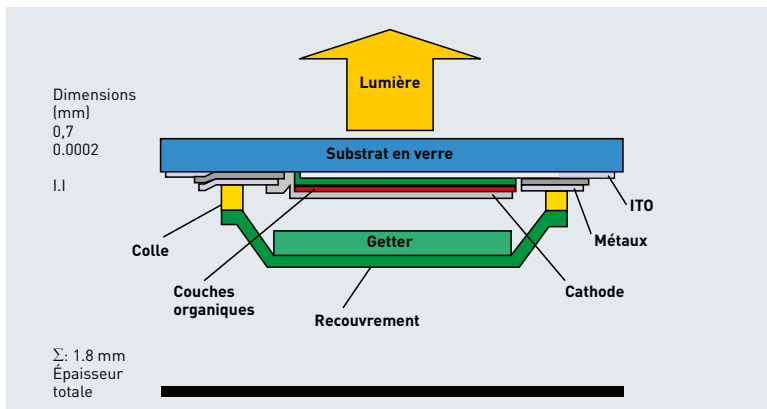 Lumière
Dimensions
(mm)
0,7
0.0002
I.I
Substrat en verre
ITO
Métaux
Colle
Getter
Couches
organiques
Cathode
Recouvrement
Σ: 1.8 mm
Épaisseur
totale